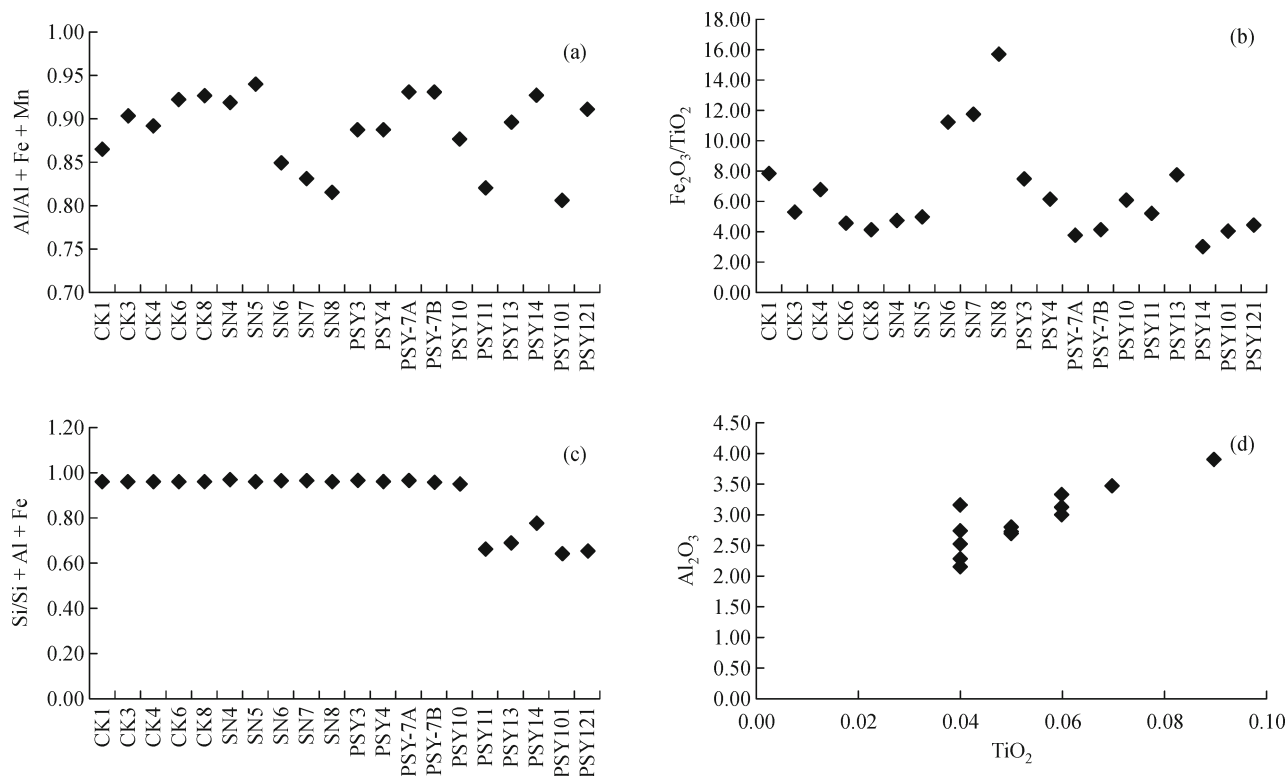 (a)
Al/Al + Fe + Mn
1.00
0.95
0.90
0.85
0.80
0.75
0.70
CK1
CK3
CK4
CK6
CK8
SN4
SN5
SN6
SN7
SN8
PSY3
PSY4
PSY-7A
PSY-7B
PSY10
PSY11
PSY13
PSY14
PSY101
PSY121
(b)
Fe₂O₃/TiO₂
18.00
16.00
14.00
12.00
10.00
8.00
6.00
4.00
2.00
0.00
CK1
CK3
CK4
CK6
CK8
SN4
SN5
SN6
SN7
SN8
PSY3
PSY4
PSY-7A
PSY-7B
PSY10
PSY11
PSY13
PSY14
PSY101
PSY121
(c)
Si/Si + Al + Fe
1.20
1.00
0.80
0.60
0.40
0.20
0.00
CK1
CK3
CK4
CK6
CK8
SN4
SN5
SN6
SN7
SN8
PSY3
PSY4
PSY-7A
PSY-7B
PSY10
PSY11
PSY13
PSY14
PSY101
PSY121
(d)
Al₂O₃
4.50
4.00
3.50
3.00
2.50
2.00
1.50
1.00
0.50
0.00
0.00 0.02 0.04 0.06 0.08 0.10
TiO₂